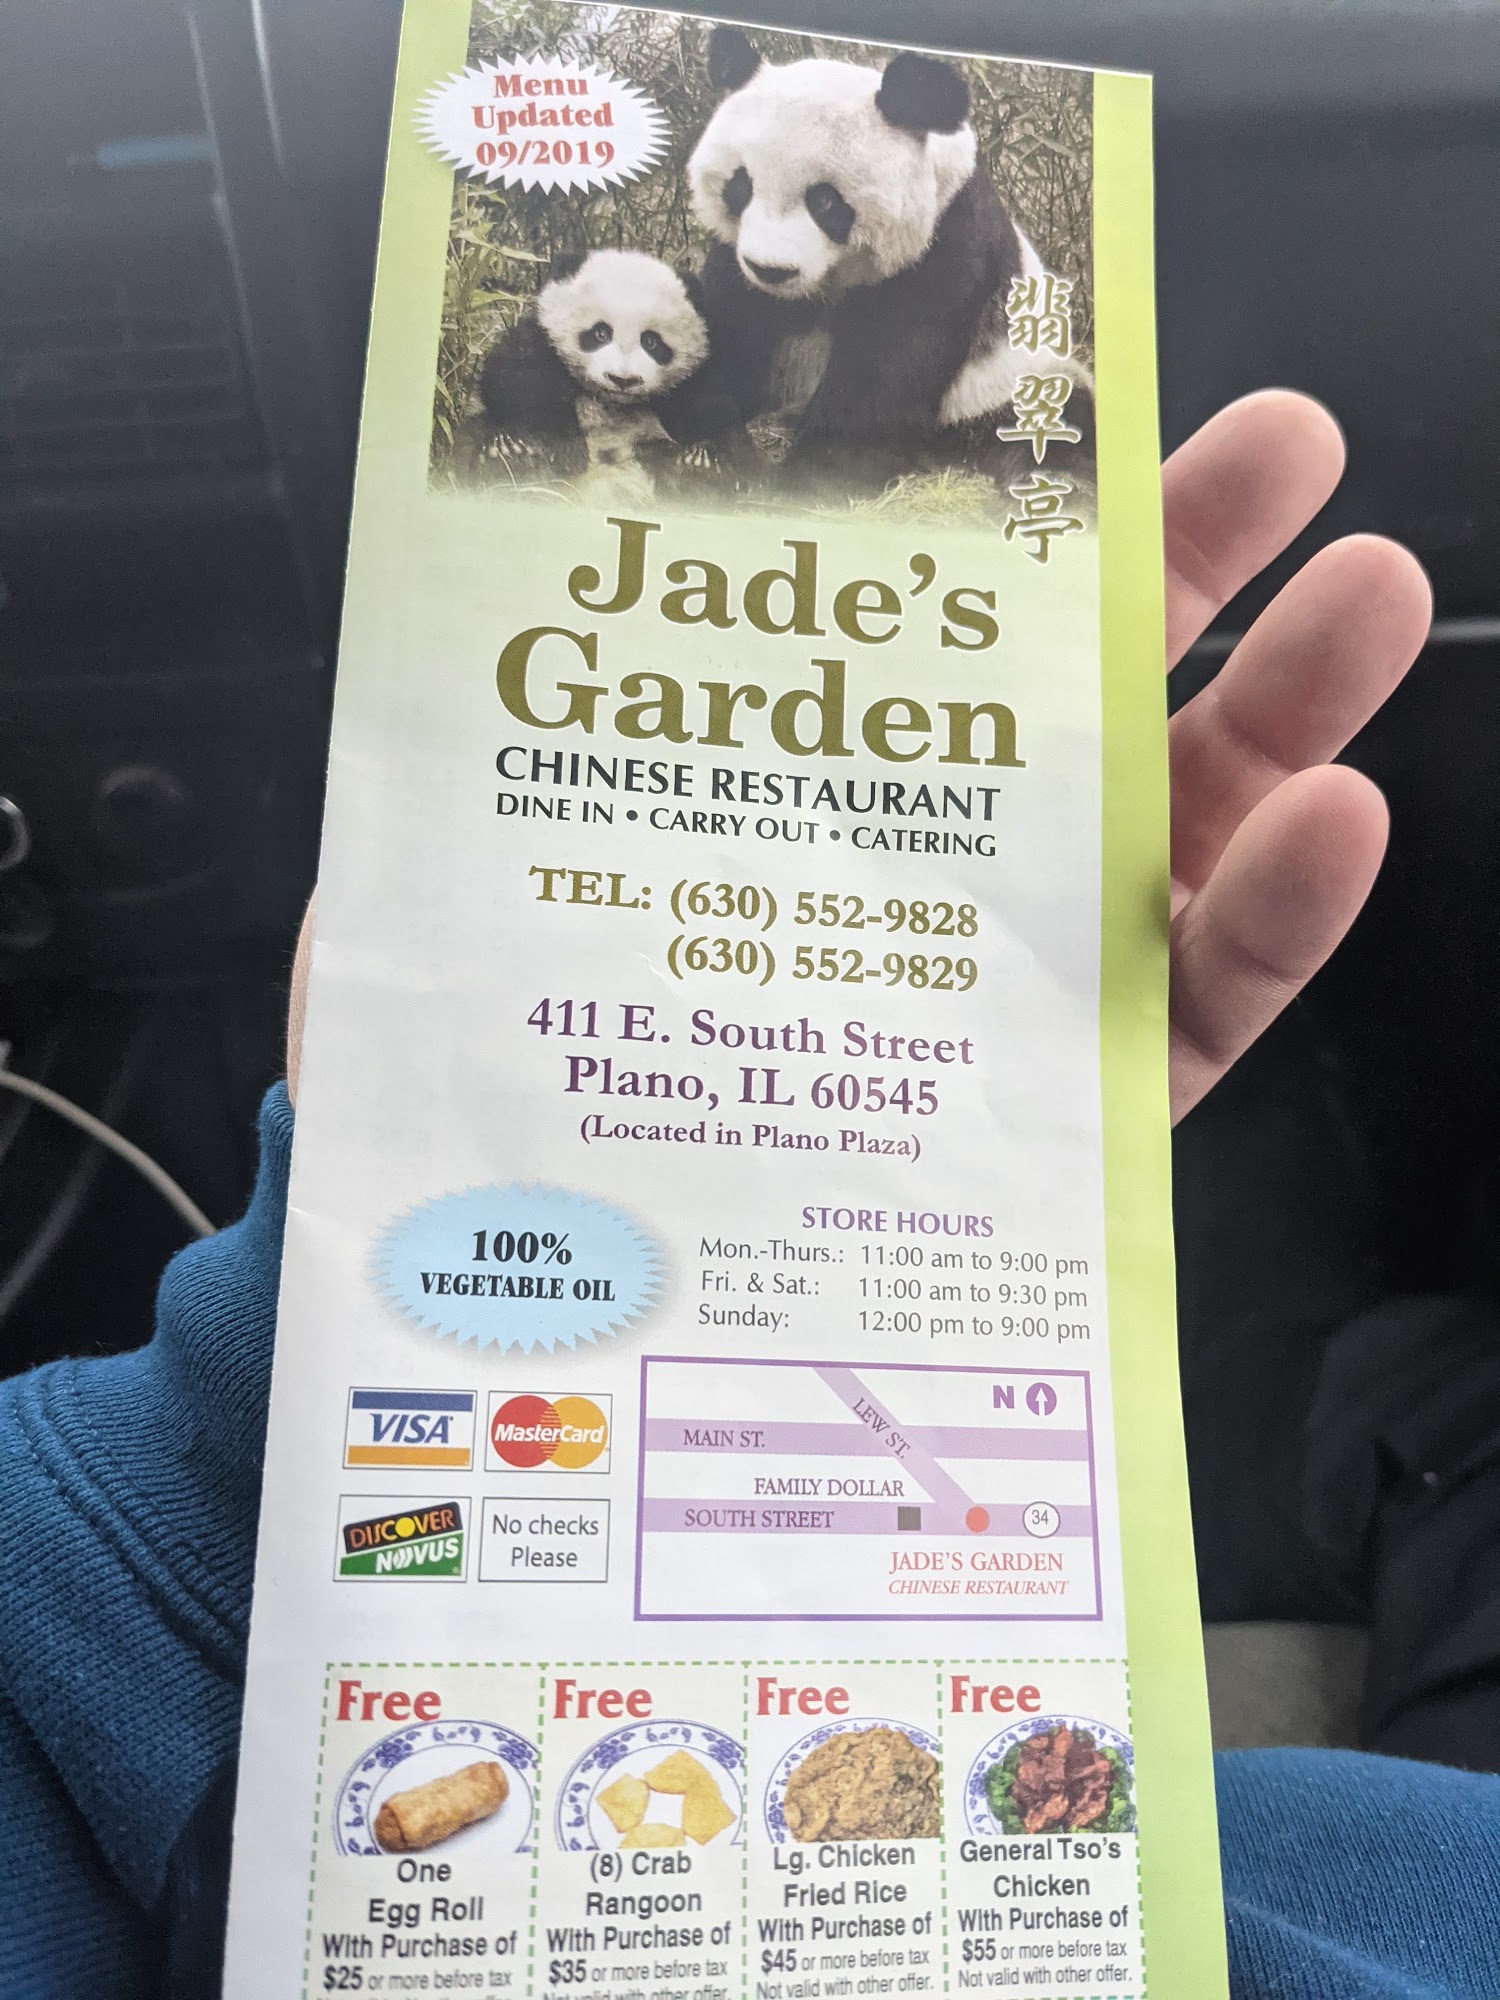 Menu
Updated
09/2019
翡
翠
亭
Jade's
Garden
CHINESE RESTAURANT
DINE IN • CARRY OUT • CATERING
TEL: (630) 552-9828
(630) 552-9829
411 E. South Street
Plano, IL 60545
(Located in Plano Plaza)
100%
VEGETABLE OIL
STORE HOURS
Mon.-Thurs.: 11:00 am to 9:00 pm
Fri. & Sat.: 11:00 am to 9:30 pm
Sunday: 12:00 pm to 9:00 pm
VISA
MasterCard
DISCOVER
NOVUS
No checks
Please
N
LEW ST.
MAIN ST.
FAMILY DOLLAR
SOUTH STREET
34
JADE'S GARDEN
CHINESE RESTAURANT
Free
One
Egg Roll
With Purchase of
$25 or more before tax
Free
(8) Crab
Rangoon
With Purchase of
$35 or more before tax
Not valid with other offer.
Free
Lg. Chicken
Fried Rice
With Purchase of
$45 or more before tax
Not valid with other offer.
Free
General Tso's
Chicken
With Purchase of
$55 or more before tax
Not valid with other offer.